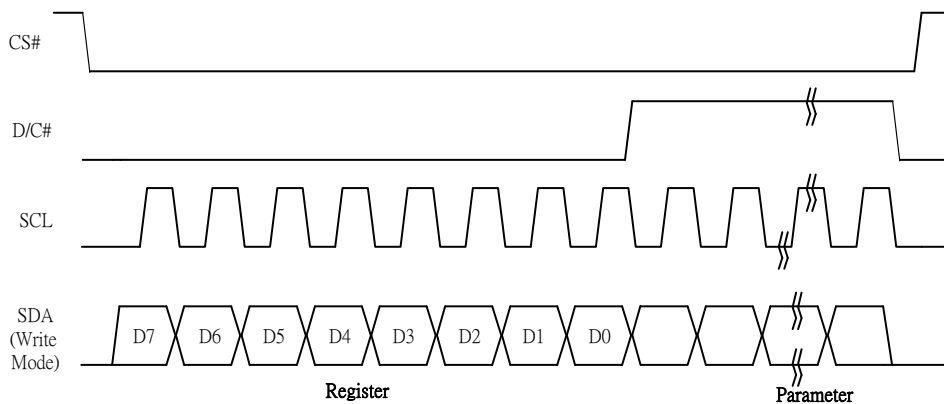 CS#
D/C#
SCL
SDA
(Write
Mode)
D7 D6 D5 D4 D3 D2 D1 D0
Register
Parameter